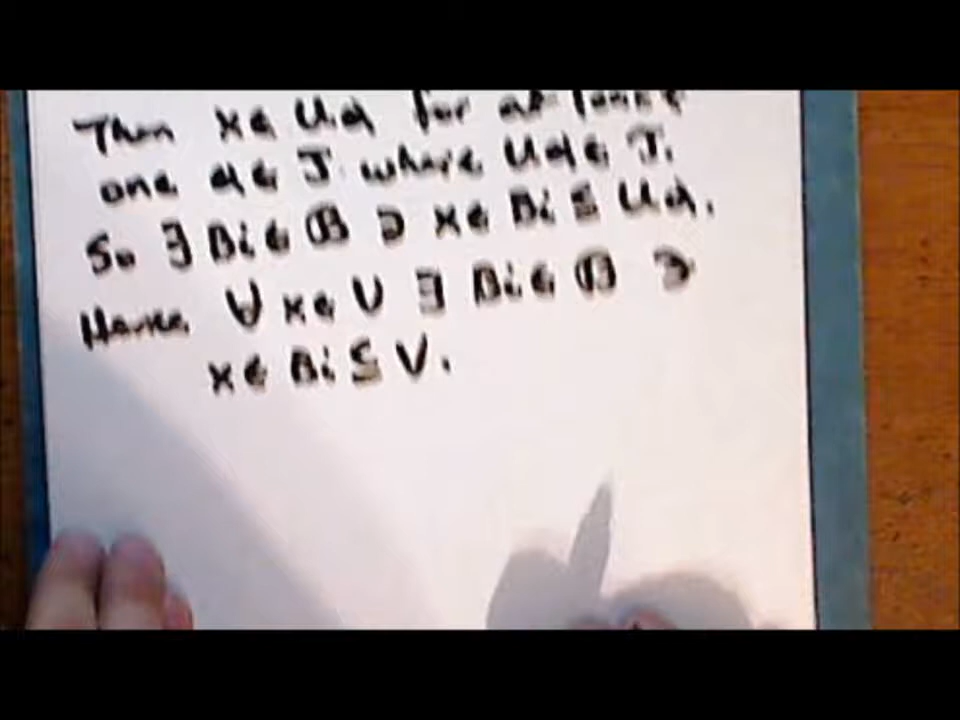 Then x ∈ Uα for at least
one α ∈ J where Uα ∈ J.
So ∃ Bi ∈ 𝔹 ∋ x ∈ Bi ⊆ Uα.
Hence ∀ x ∈ U ∃ Bi ∈ 𝔹 ∋
x ∈ Bi ⊆ U.